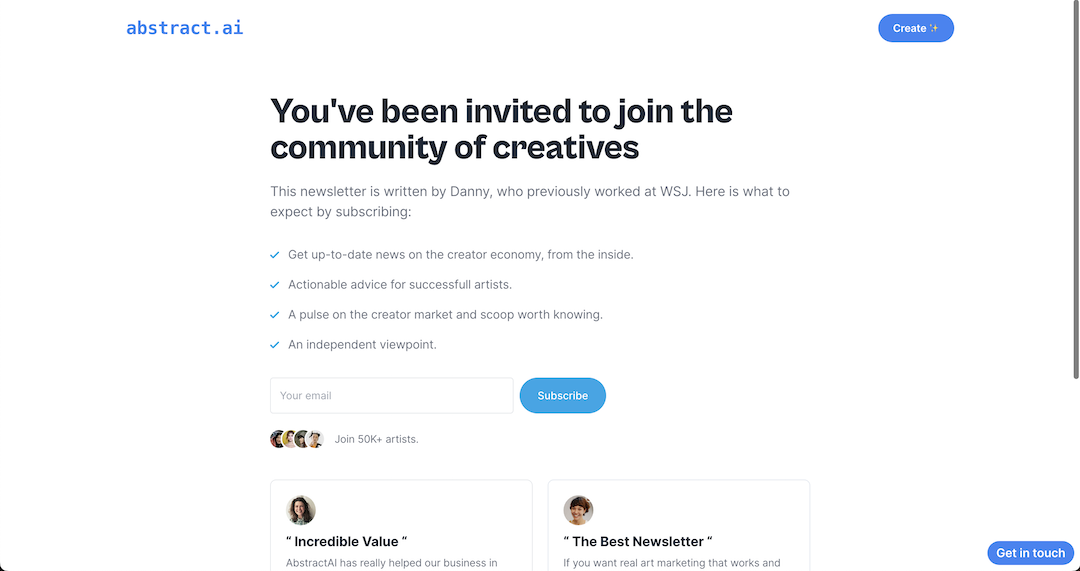 abstract.ai
Create ✨
You've been invited to join the
community of creatives
This newsletter is written by Danny, who previously worked at WSJ. Here is what to
expect by subscribing:
Get up-to-date news on the creator economy, from the inside.
Actionable advice for successfull artists.
A pulse on the creator market and scoop worth knowing.
An independent viewpoint.
Your email
Subscribe
Join 50K+ artists.
“ Incredible Value “
AbstractAI has really helped our business in
“ The Best Newsletter “
If you want real art marketing that works and
Get in touch